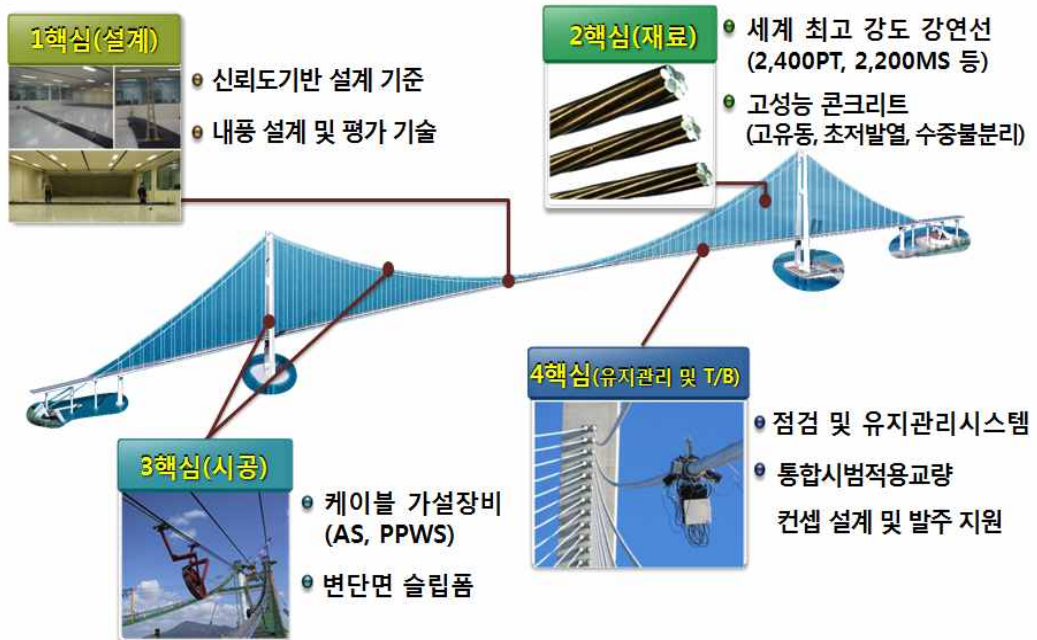 1핵심(설계)
신뢰도기반 설계 기준
내풍 설계 및 평가 기술
2핵심(재료)
세계 최고 강도 강연선
(2,400PT, 2,200MS 등)
고성능 콘크리트
(고유동, 초저발열, 수중불분리)
3핵심(시공)
케이블 가설장비
(AS, PPWS)
변단면 슬립폼
4핵심(유지관리 및 T/B)
점검 및 유지관리시스템
통합시범적용교량
컨셉 설계 및 발주 지원